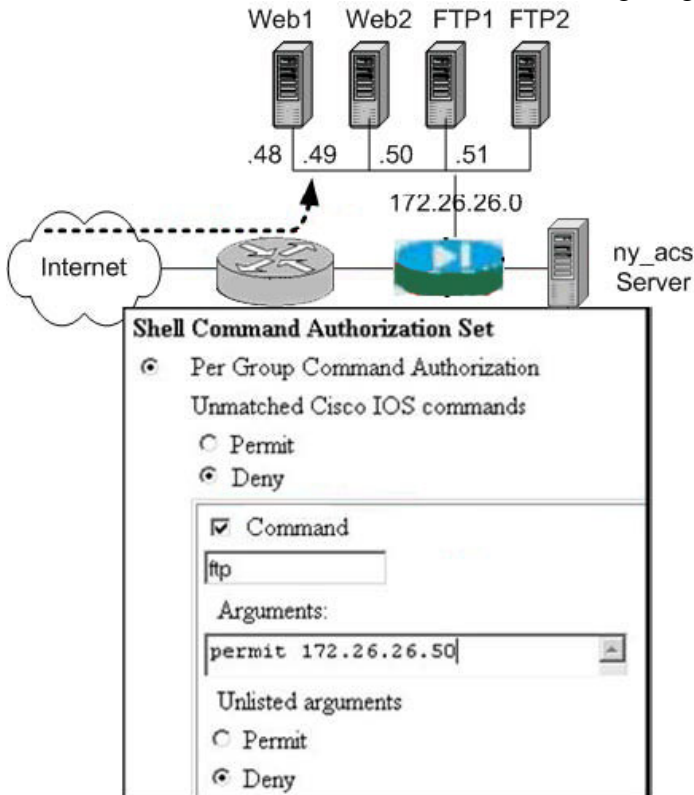 Web1 Web2 FTP1 FTP2
.48 .49 .50 .51
172.26.26.0
Internet
ny_acs
Server
Shell Command Authorization Set
Per Group Command Authorization
Unmatched Cisco IOS commands
Permit
Deny
Command
ftp
Arguments:
permit 172.26.26.50
Unlisted arguments
Permit
Deny